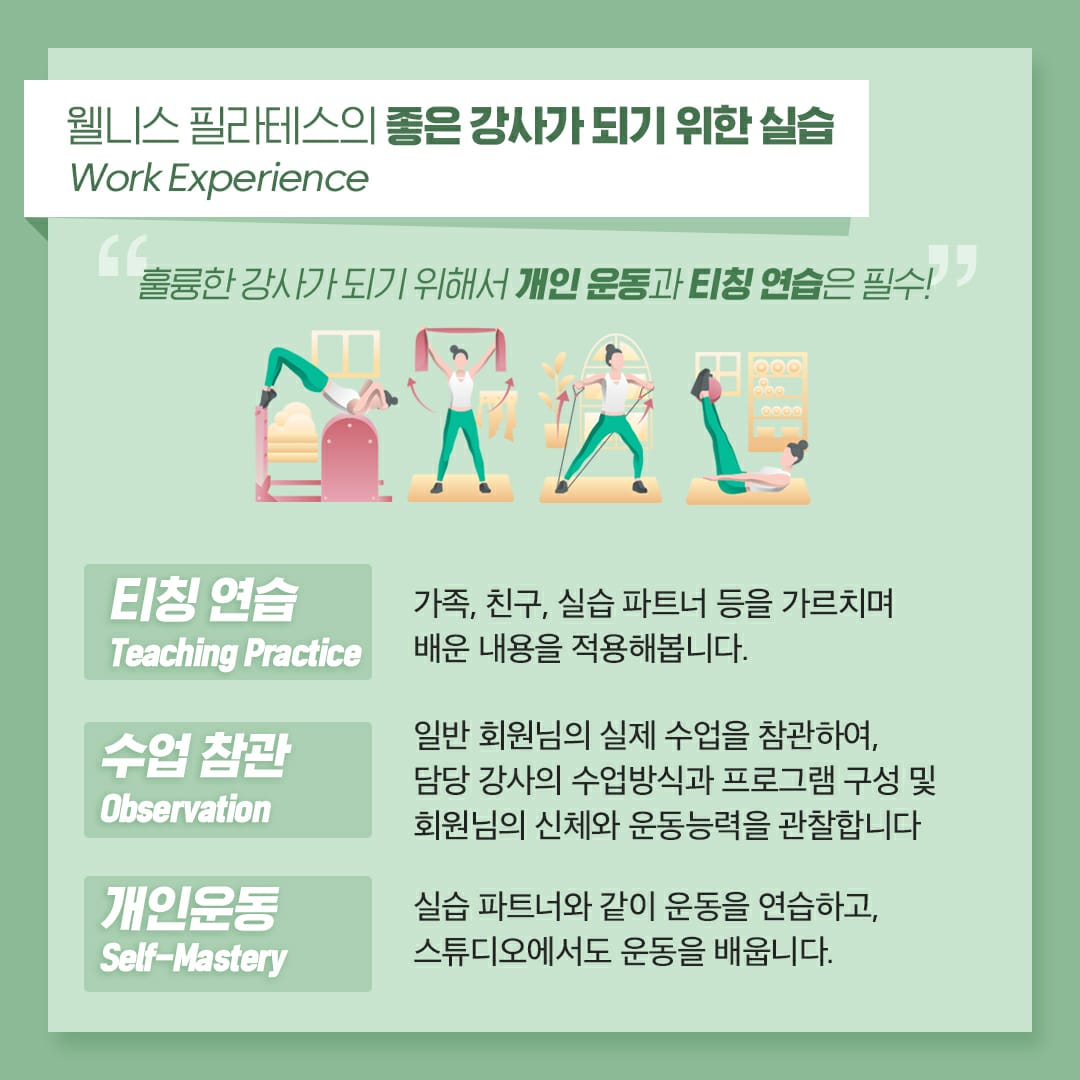 웰니스 필라테스의 좋은 강사가 되기 위한 실습
Work Experience
“훌륭한 강사가 되기 위해서 개인 운동과 티칭 연습은 필수!”
티칭 연습
Teaching Practice
가족, 친구, 실습 파트너 등을 가르치며
배운 내용을 적용해봅니다.
수업 참관
Observation
일반 회원님의 실제 수업을 참관하여,
담당 강사의 수업방식과 프로그램 구성 및
회원님의 신체와 운동능력을 관찰합니다
개인운동
Self-Mastery
실습 파트너와 같이 운동을 연습하고,
스튜디오에서도 운동을 배웁니다.